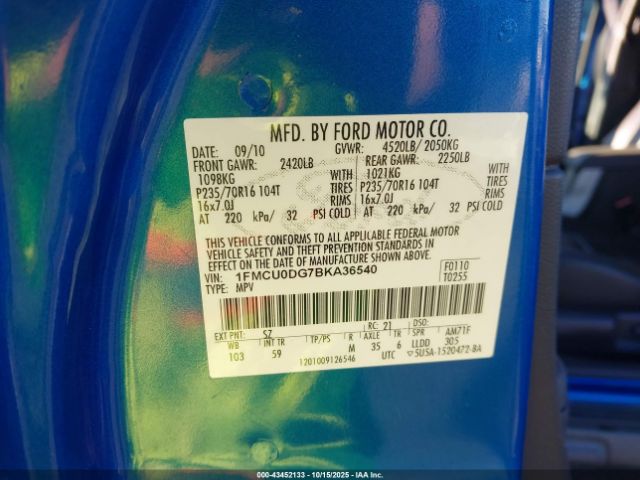 MFD. BY FORD MOTOR CO.
DATE: 09/10 GVWR: 4520LB/ 2050KG
FRONT GAWR: 2420LB REAR GAWR: 2250LB
1098KG WITH 1021KG WITH
P235/70R16 104T TIRES P235/70R16 104T TIRES
16x7.0J RIMS 16x7.0J RIMS
AT 220 kPa/ 32 PSI COLD AT 220 kPa/ 32 PSI COLD
THIS VEHICLE CONFORMS TO ALL APPLICABLE FEDERAL MOTOR
VEHICLE SAFETY AND THEFT PREVENTION STANDARDS IN
EFFECT ON THE DATE OF MANUFACTURE SHOWN ABOVE.
VIN: 1FMCU0DG7BKA36540 F0110
TYPE: MPV T0255
EXT PNT: SZ RC: 21 DSO:
WB INT TR TP/PS R AXLE TR AM71F
103 59 M 35 6 LLDD 305
1201009126546 UTC 5U5A-1520472-BA
000-43452133 - 10/15/2025 - IAA Inc.